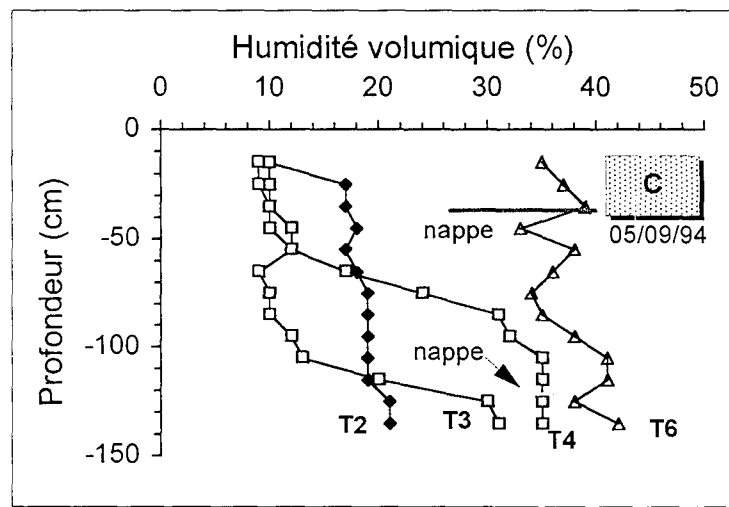 Humidité volumique (%)
0 10 20 30 40 50
0
-50
-100
-150
Profondeur (cm)
C
05/09/94
nappe
nappe
T2 T3 T4 T6